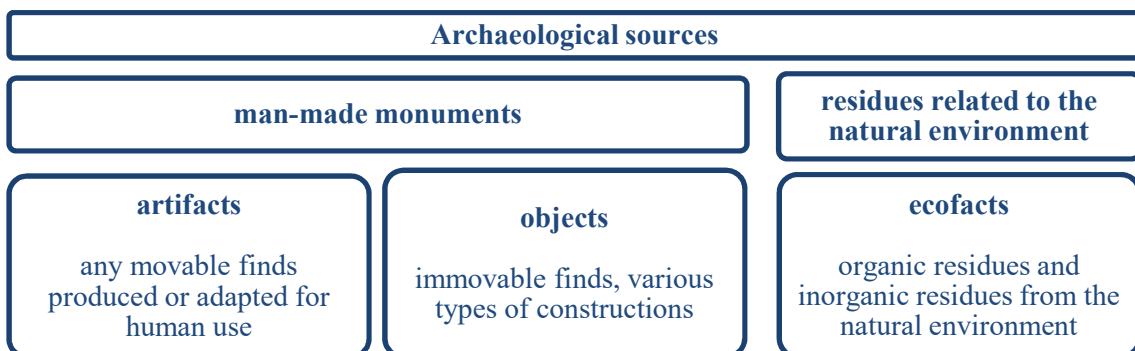 Archaeological sources
man-made monuments
residues related to the
natural environment
artifacts
any movable finds
produced or adapted for
human use
objects
immovable finds, various
types of constructions
ecofacts
organic residues and
inorganic residues from the
natural environment